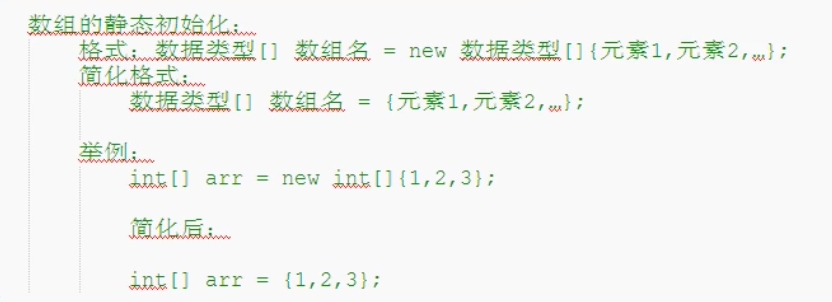 数组的静态初始化：
格式：数据类型[] 数组名 = new 数据类型[]{元素1,元素2,…};
简化格式：
数据类型[] 数组名 = {元素1,元素2,…};
举例：
int[] arr = new int[]{1,2,3};
简化后：
int[] arr = {1,2,3};